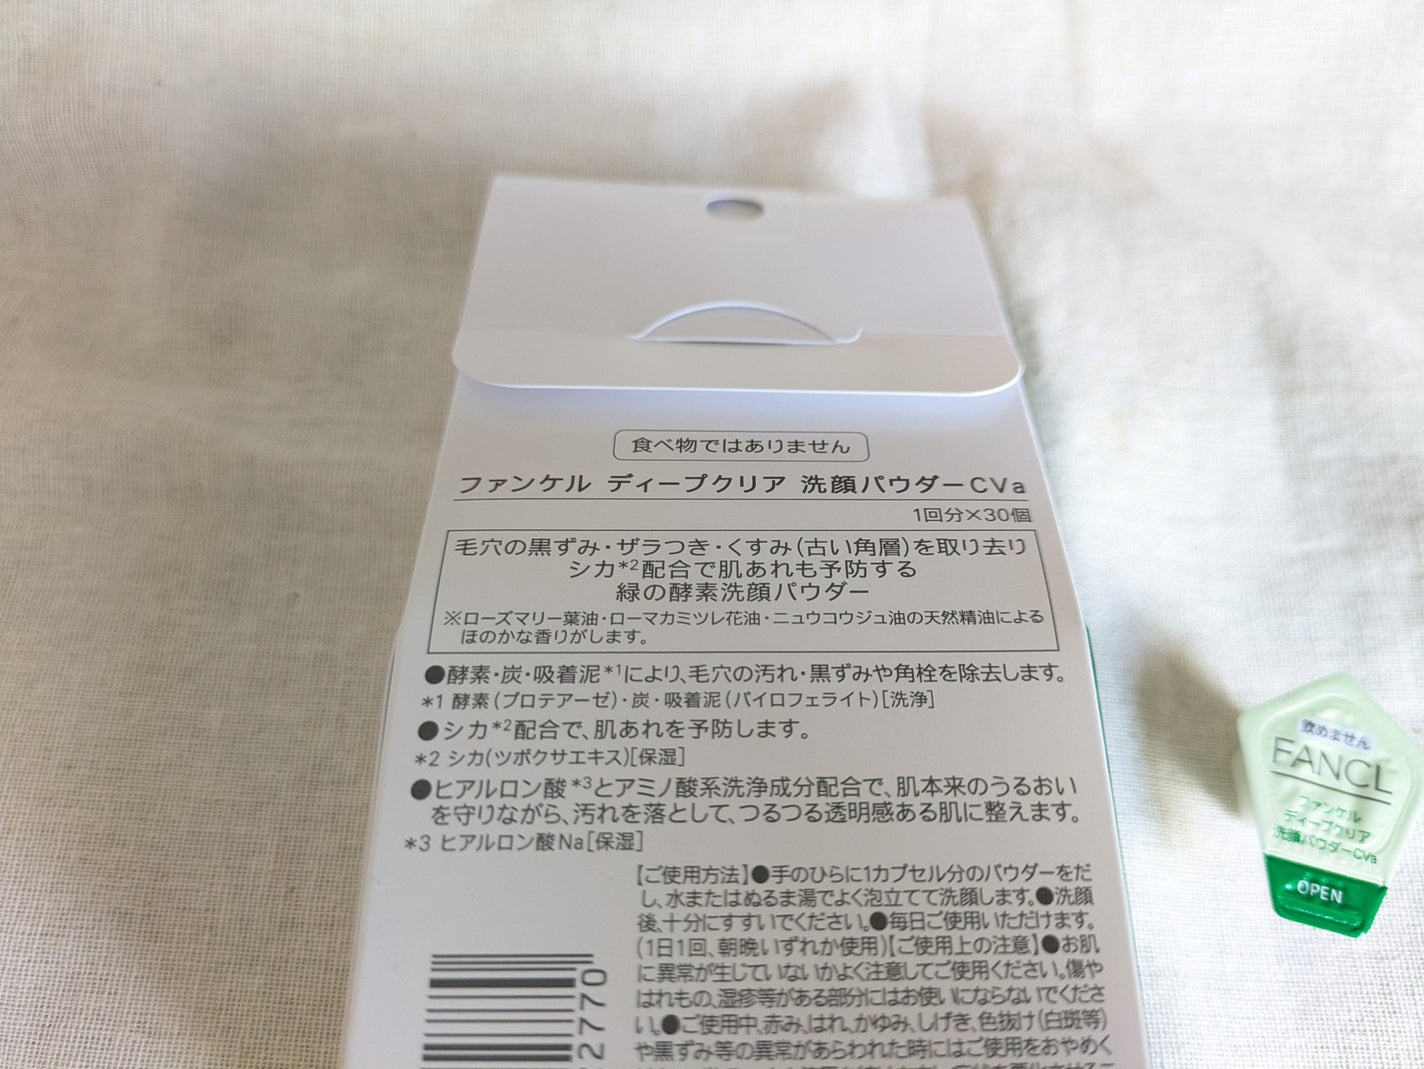 食べ物ではありません
ファンケル ディープクリア 洗顔パウダーCVa
1回分×30個
毛穴の黒ずみ・ザラつき・くすみ(古い角層)を取り去り
シカ*2配合で肌あれも予防する
緑の酵素洗顔パウダー
※ローズマリー葉油・ローマカミツレ花油・ニュウコウジュ油の天然精油による
ほのかな香りがします。
●酵素・炭・吸着泥*1により、毛穴の汚れ・黒ずみや角栓を除去します。
*1 酵素(プロテアーゼ)・炭・吸着泥(パイロフェライト)[洗浄]
●シカ*2配合で、肌あれを予防します。
*2 シカ(ツボクサエキス)[保湿]
●ヒアルロン酸*3とアミノ酸系洗浄成分配合で、肌本来のうるおい
を守りながら、汚れを落として、つるつる透明感ある肌に整えます。
*3 ヒアルロン酸Na[保湿]
【ご使用方法】●手のひらに1カプセル分のパウダーをだ
し、水またはぬるま湯でよく泡立てて洗顔します。●洗顔
後、十分にすすいでください。●毎日ご使用いただけます。
(1日1回、朝晩いずれか使用)【ご使用上の注意】●お肌
に異常が生じていないかよく注意してご使用ください。傷や
はれもの、湿疹等がある部分にはお使いにならないでくださ
い。●ご使用中、赤み、はれ、かゆみ、しげき、色抜け(白斑等)
や黒ずみ等の異常があらわれた時にはご使用をおやめく
2770
飲めません
FANCL
ファンケル
ディープクリア
洗顔パウダーCVa
OPEN